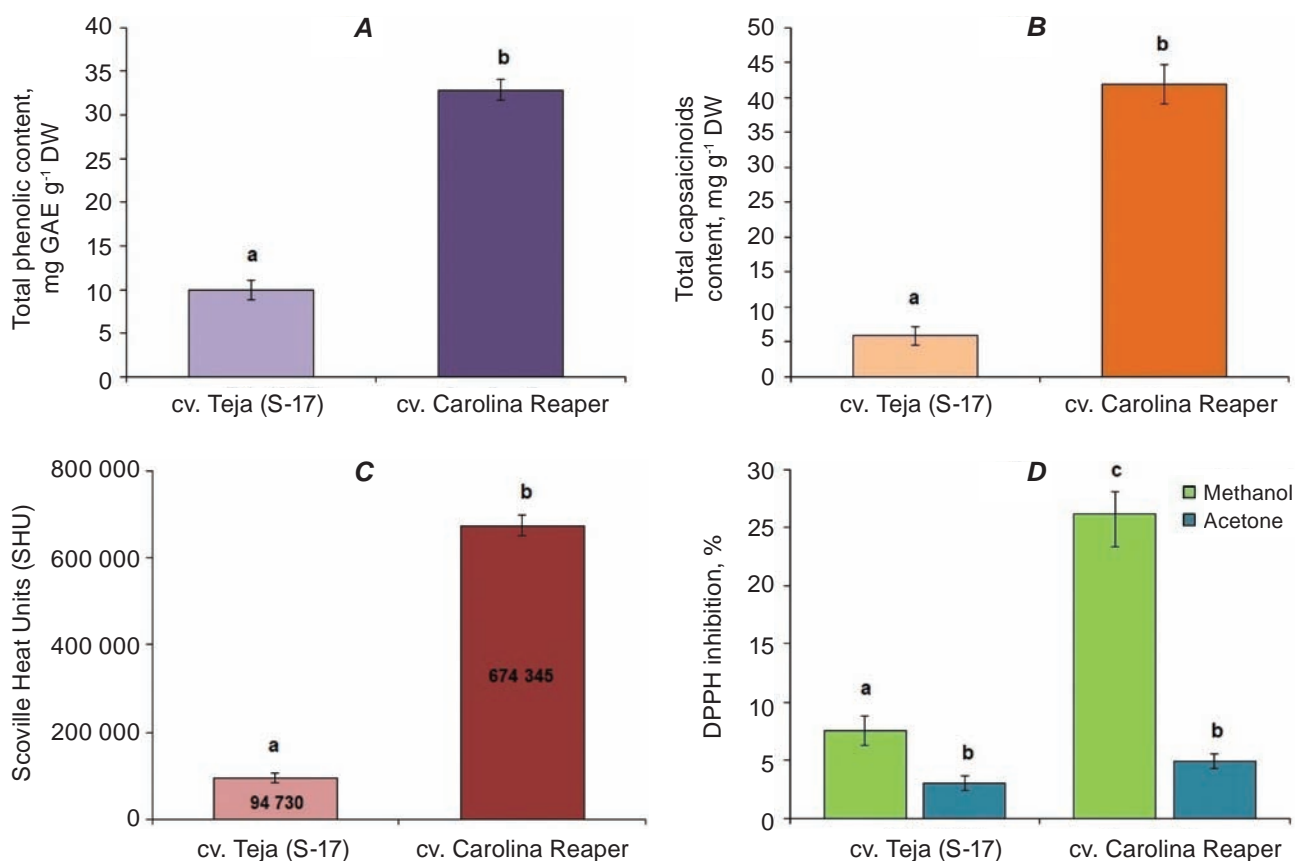 A
Total phenolic content,
mg GAE g⁻¹ DW
40
35
30
25
20
15
10
5
0
a
b
cv. Teja (S-17)
cv. Carolina Reaper
B
Total capsaicinoids
content, mg g⁻¹ DW
50
45
40
35
30
25
20
15
10
5
0
a
b
cv. Teja (S-17)
cv. Carolina Reaper
C
Scoville Heat Units (SHU)
800 000
600 000
400 000
200 000
0
a
94 730
b
674 345
cv. Teja (S-17)
cv. Carolina Reaper
D
DPPH inhibition, %
30
25
20
15
10
5
0
a
b
c
b
Methanol
Acetone
cv. Teja (S-17)
cv. Carolina Reaper